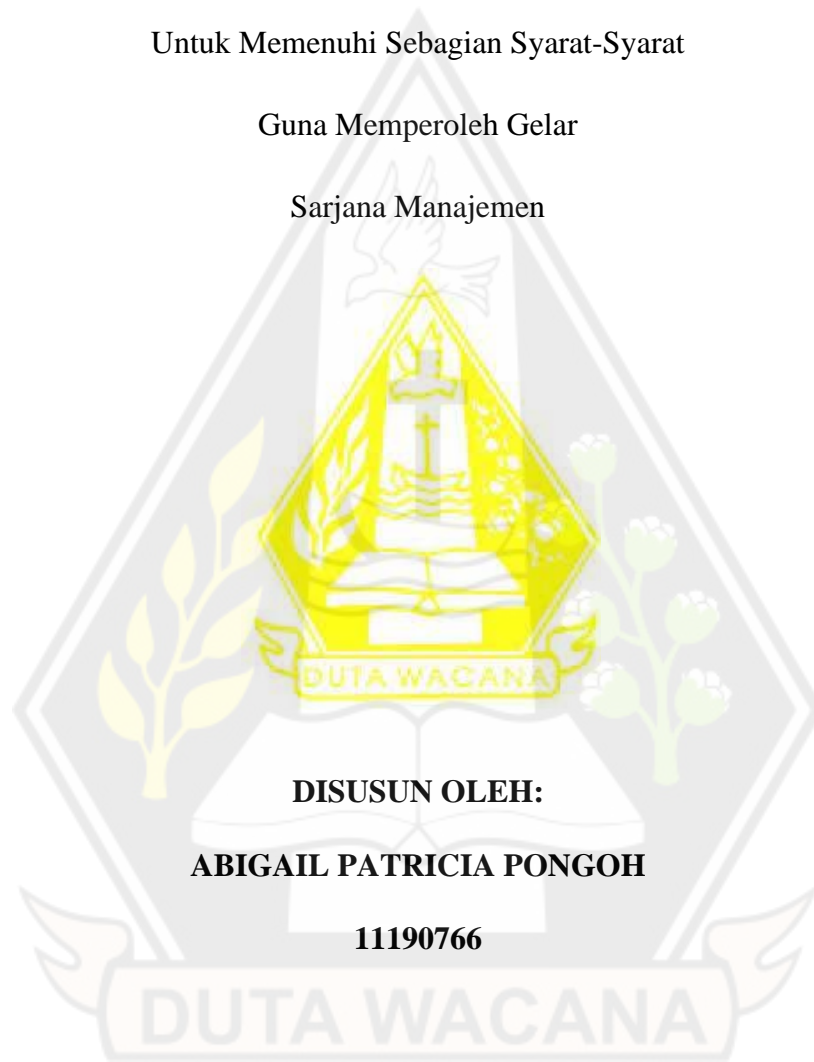 Untuk Memenuhi Sebagian Syarat-Syarat
Guna Memperoleh Gelar
Sarjana Manajemen
DUTA WACANA
DISUSUN OLEH:
ABIGAIL PATRICIA PONGOH
11190766
DUTA WACANA